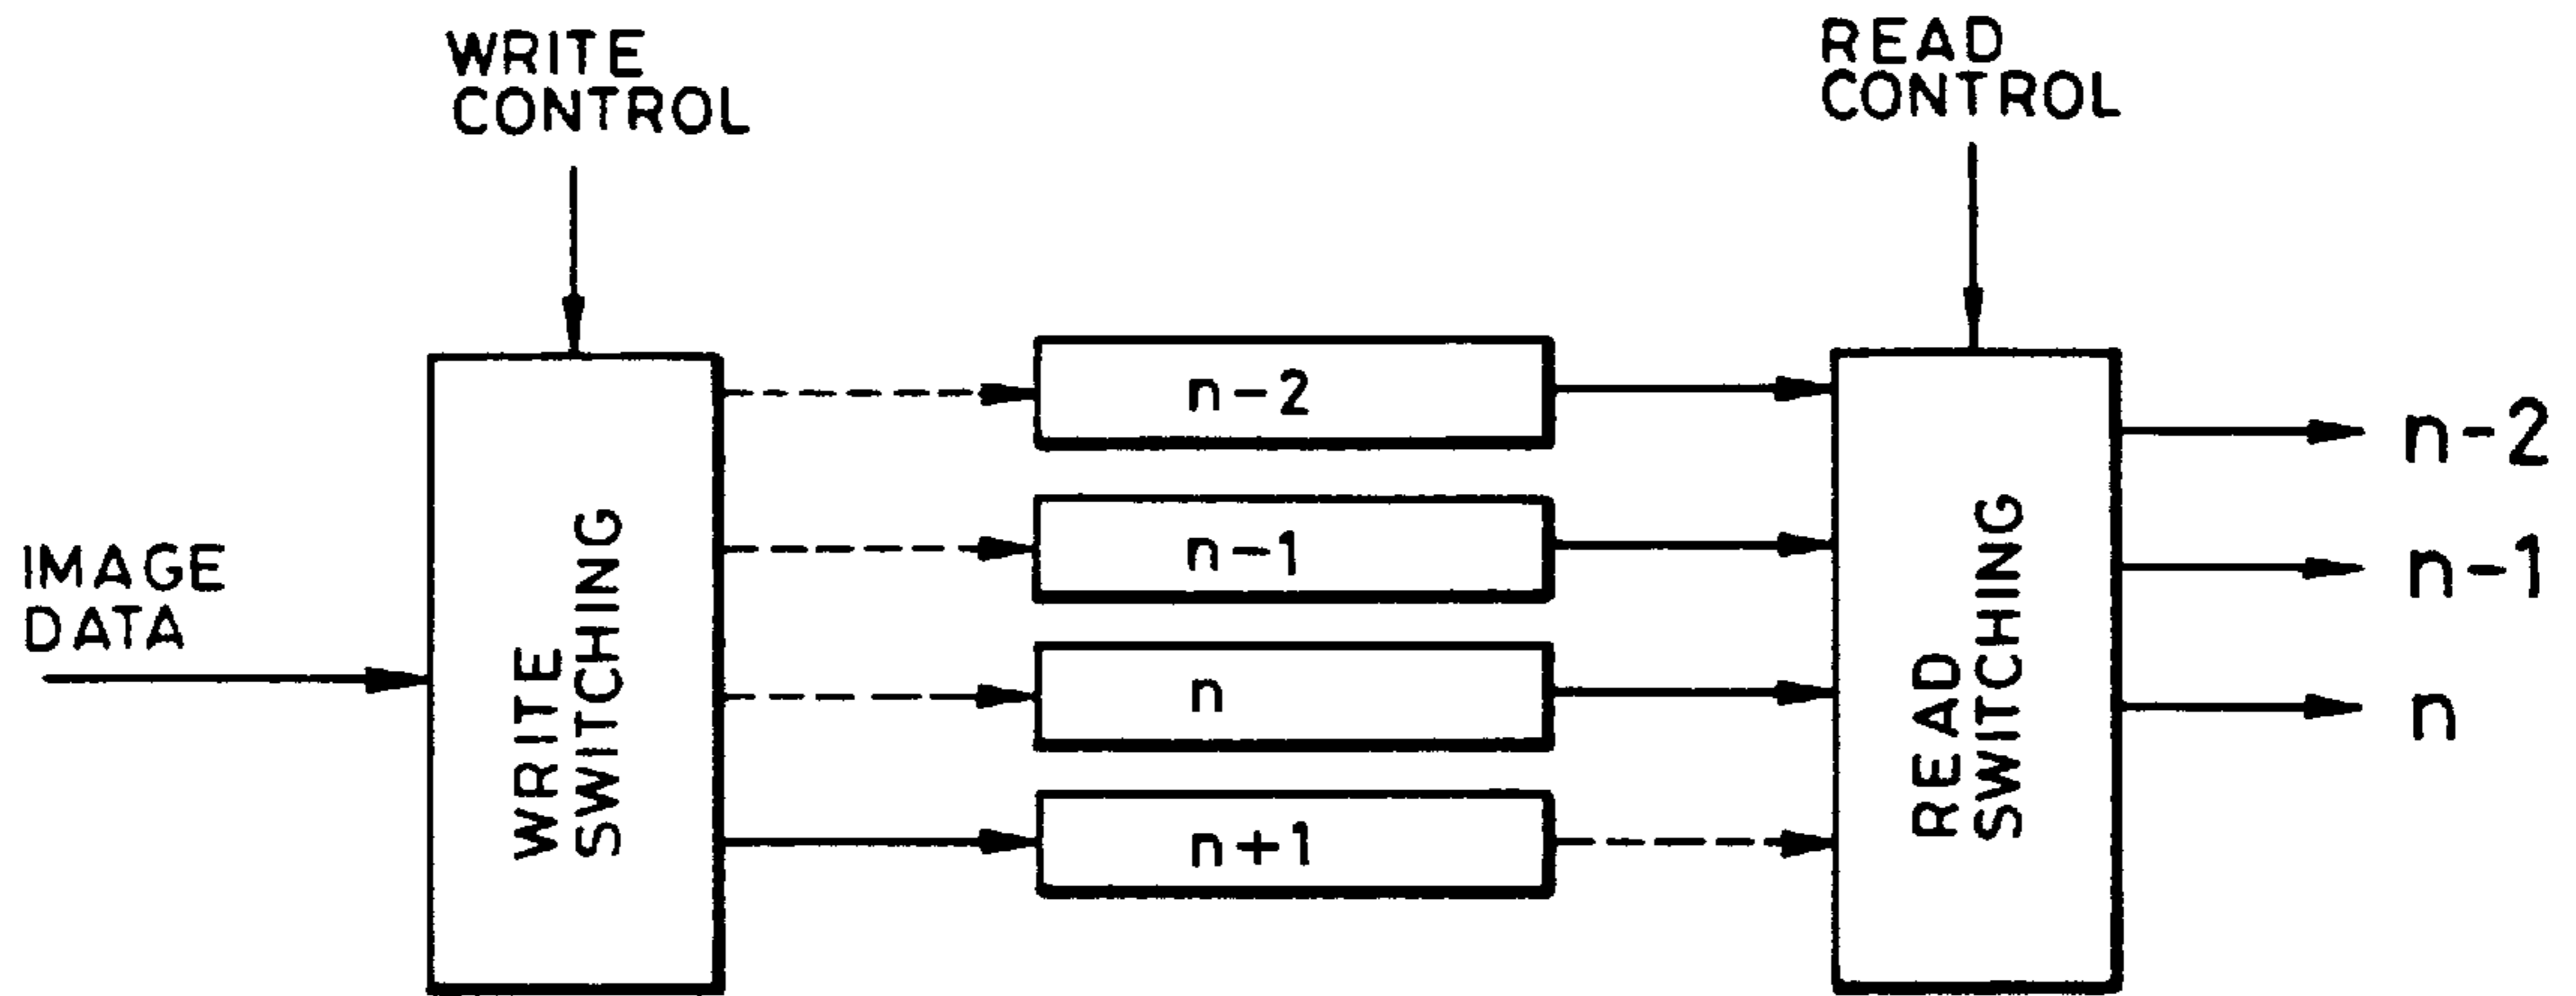 WRITE
CONTROL
READ
CONTROL
IMAGE
DATA
WRITE
SWITCHING
n-2
n-1
n
n+1
READ
SWITCHING
n-2
n-1
n